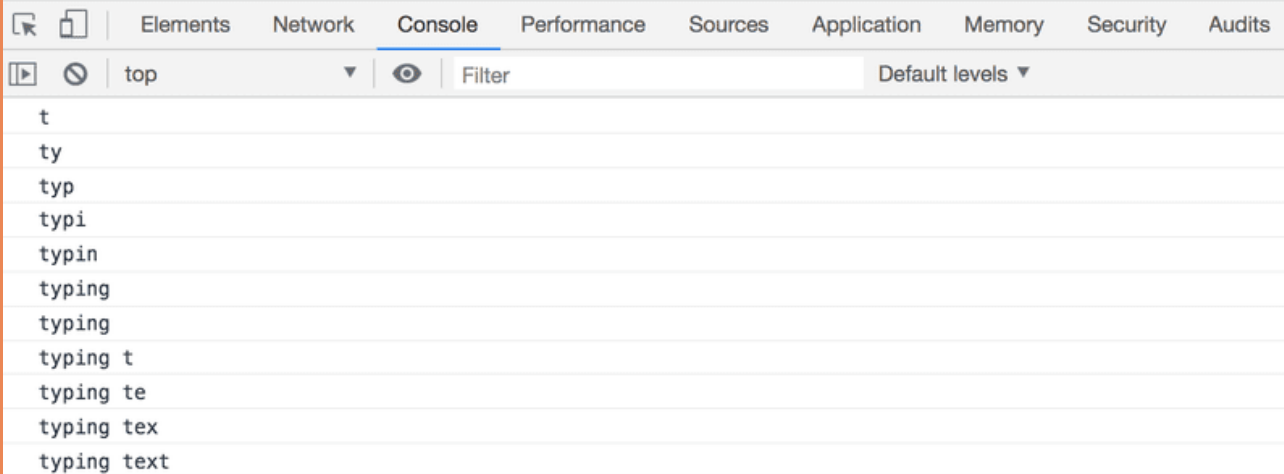 Elements Network Console Performance Sources Application Memory Security Audits
top Filter Default levels
t
ty
typ
typi
typin
typing
typing
typing t
typing te
typing tex
typing text